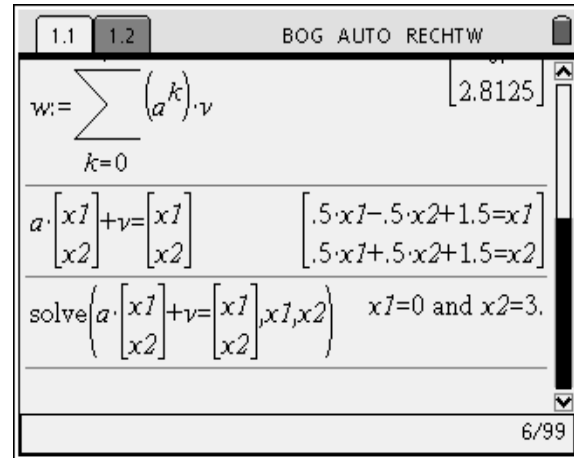 1.1 1.2 BOG AUTO RECHTW
w:= ∑ (a^k)·v [2.8125]
k=0
a·[x1 x2]+v=[x1 x2] [.5·x1-.5·x2+1.5=x1
.5·x1+.5·x2+1.5=x2]
solve(a·[x1 x2]+v=[x1 x2],x1,x2) x1=0 and x2=3.
6/99